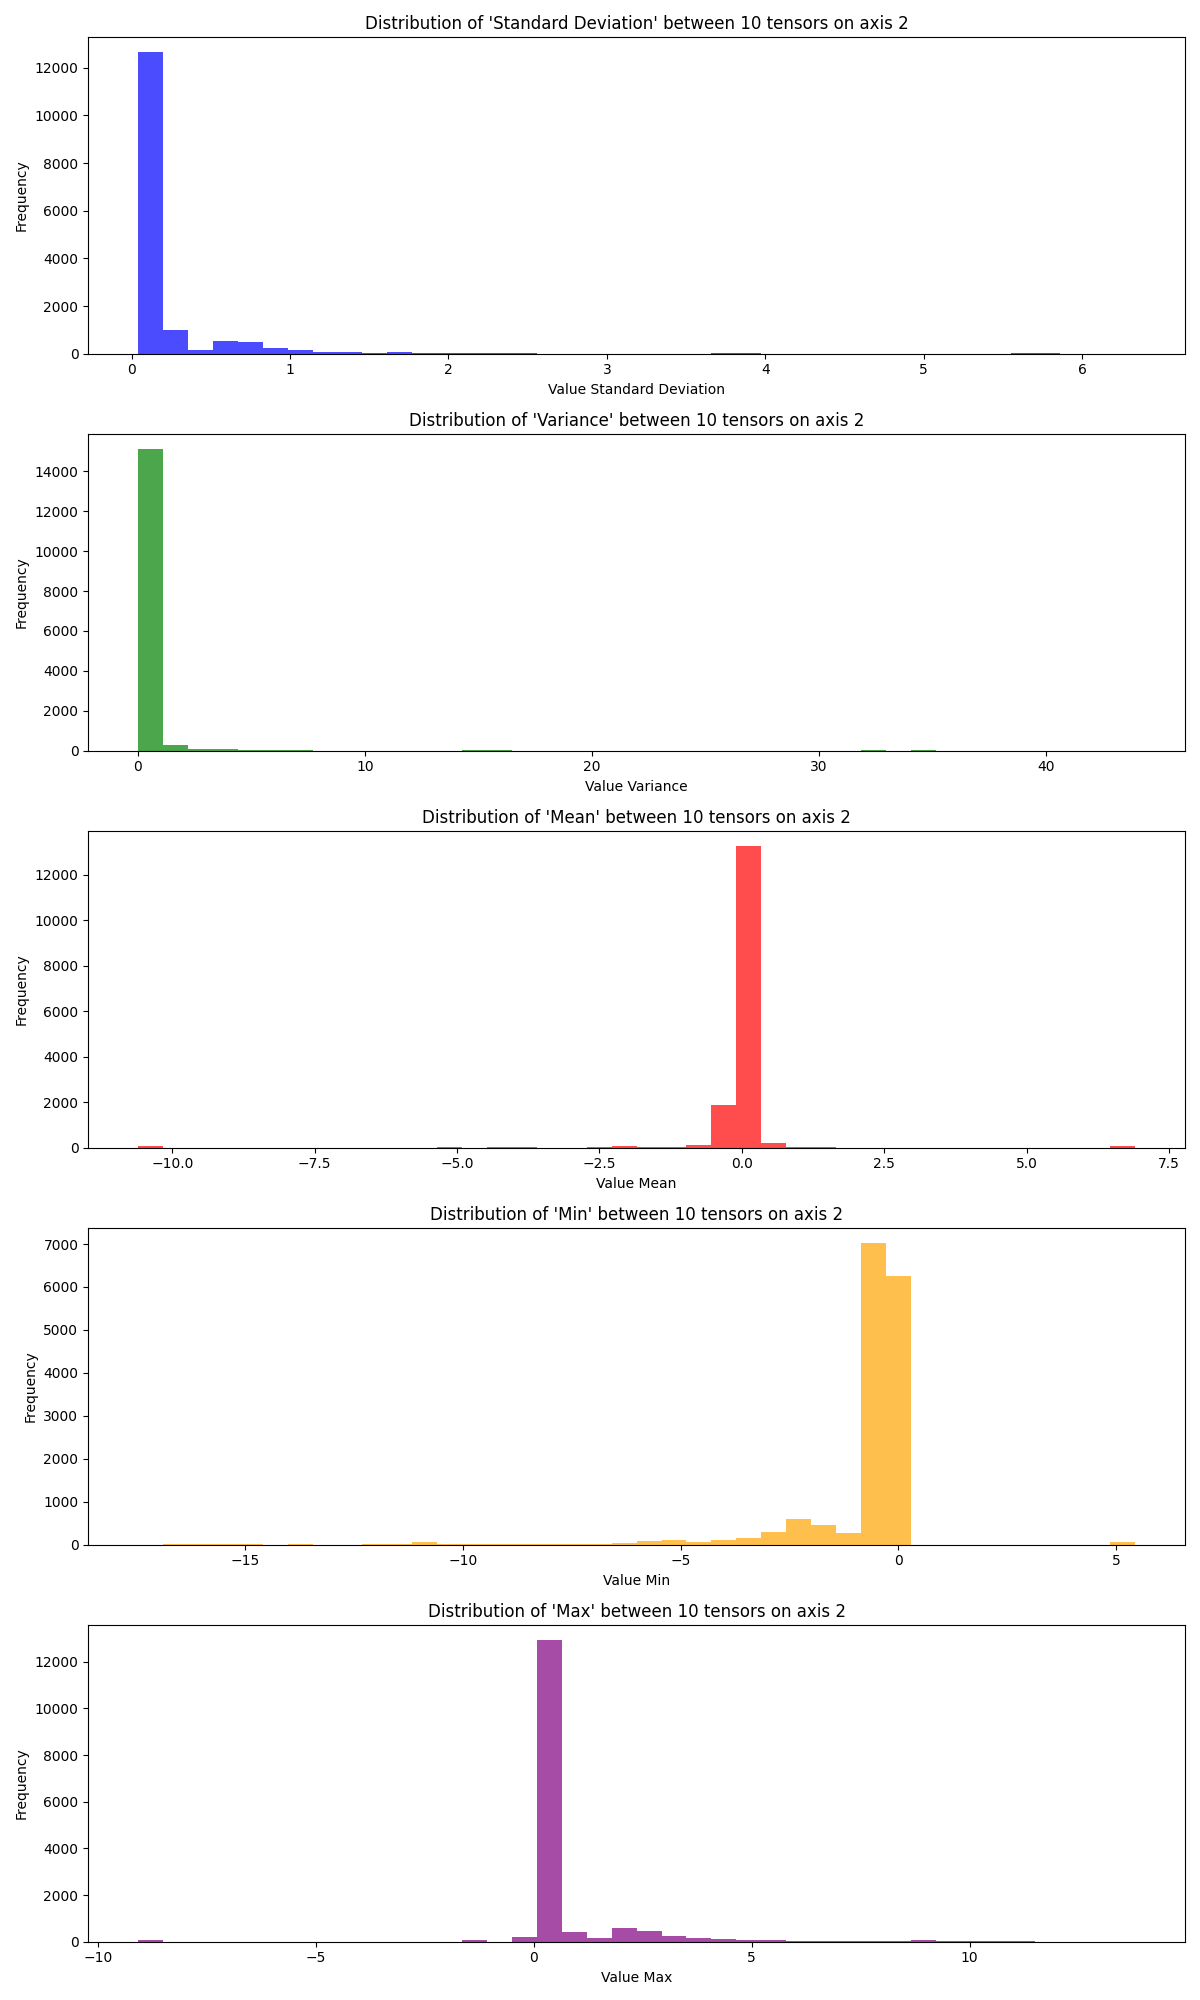 Distribution of 'Standard Deviation' between 10 tensors on axis 2
12000
10000
8000
6000
4000
2000
0
Frequency
0 1 2 3 4 5 6
Value Standard Deviation
Distribution of 'Variance' between 10 tensors on axis 2
14000
12000
10000
8000
6000
4000
2000
0
Frequency
0 10 20 30 40
Value Variance
Distribution of 'Mean' between 10 tensors on axis 2
12000
10000
8000
6000
4000
2000
0
Frequency
−10.0 −7.5 −5.0 −2.5 0.0 2.5 5.0 7.5
Value Mean
Distribution of 'Min' between 10 tensors on axis 2
7000
6000
5000
4000
3000
2000
1000
0
Frequency
−15 −10 −5 0 5
Value Min
Distribution of 'Max' between 10 tensors on axis 2
12000
10000
8000
6000
4000
2000
0
Frequency
−10 −5 0 5 10
Value Max